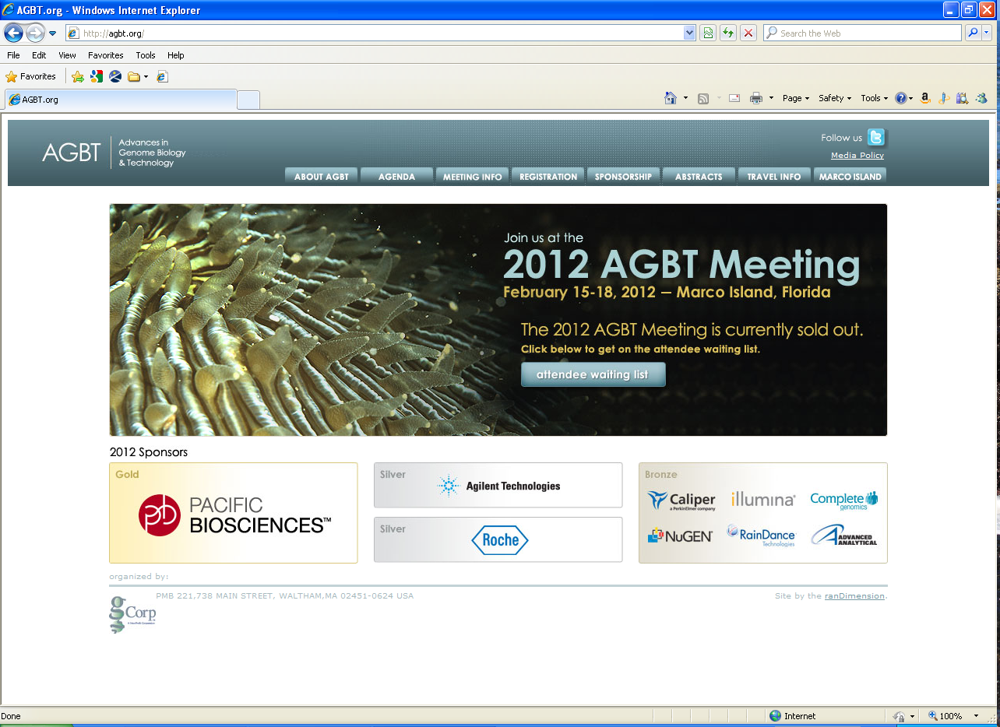 AGBT.org - Windows Internet Explorer
http://agbt.org/
Search the Web
File Edit View Favorites Tools Help
Favorites
AGBT.org
Page Safety Tools
AGBT
Advances in
Genome Biology
& Technology
Follow us
Media Policy
ABOUT AGBT AGENDA MEETING INFO REGISTRATION SPONSORSHIP ABSTRACTS TRAVEL INFO MARCO ISLAND
Join us at the
2012 AGBT Meeting
February 15-18, 2012 — Marco Island, Florida
The 2012 AGBT Meeting is currently sold out.
Click below to get on the attendee waiting list.
attendee waiting list
2012 Sponsors
Gold
PACIFIC
BIOSCIENCES™
Silver
Agilent Technologies
Silver
Roche
Bronze
Caliper
a PerkinElmer company
illumina®
Complete
genomics
NuGEN®
RainDance
Technologies
ADVANCED
ANALYTICAL
organized by:
PMB 221,738 MAIN STREET, WALTHAM,MA 02451-0624 USA
Site by the ranDimension.
gCorp
Done
Internet
100%